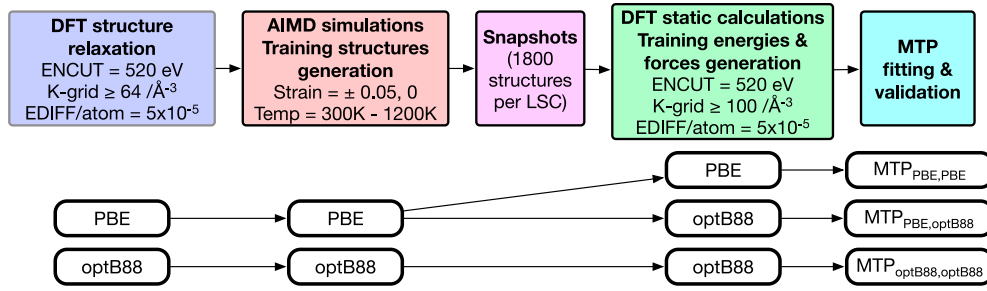 DFT structure
relaxation
ENCUT = 520 eV
K-grid ≥ 64 /Å⁻³
EDIFF/atom = 5x10⁻⁵
AIMD simulations
Training structures
generation
Strain = ± 0.05, 0
Temp = 300K - 1200K
Snapshots
(1800
structures
per LSC)
DFT static calculations
Training energies &
forces generation
ENCUT = 520 eV
K-grid ≥ 100 /Å⁻³
EDIFF/atom = 5x10⁻⁵
MTP
fitting &
validation
PBE
MTP_PBE,PBE
PBE
PBE
optB88
MTP_PBE,optB88
optB88
optB88
optB88
MTP_optB88,optB88